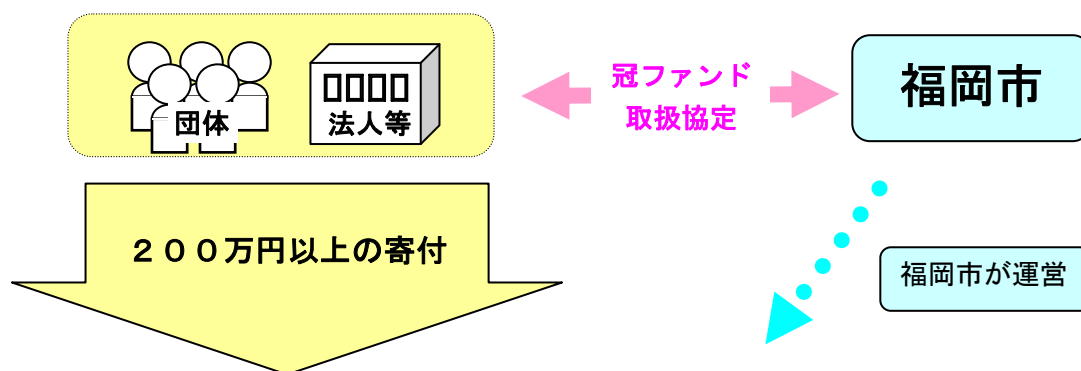 団体
法人等
冠ファンド
取扱協定
福岡市
２００万円以上の寄付
福岡市が運営